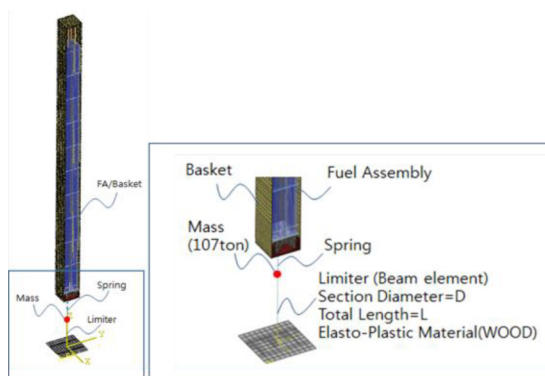 FA/Basket
Mass
Spring
Limiter
Y
X
Basket
Fuel Assembly
Mass
(107ton)
Spring
Limiter (Beam element)
Section Diameter=D
Total Length=L
Elasto-Plastic Material(WOOD)